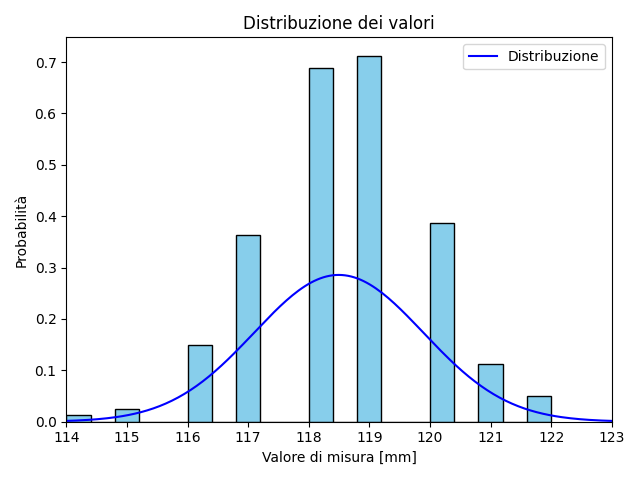 Distribuzione dei valori
Distribuzione
Probabilità
0.7
0.6
0.5
0.4
0.3
0.2
0.1
0.0
114 115 116 117 118 119 120 121 122 123
Valore di misura [mm]